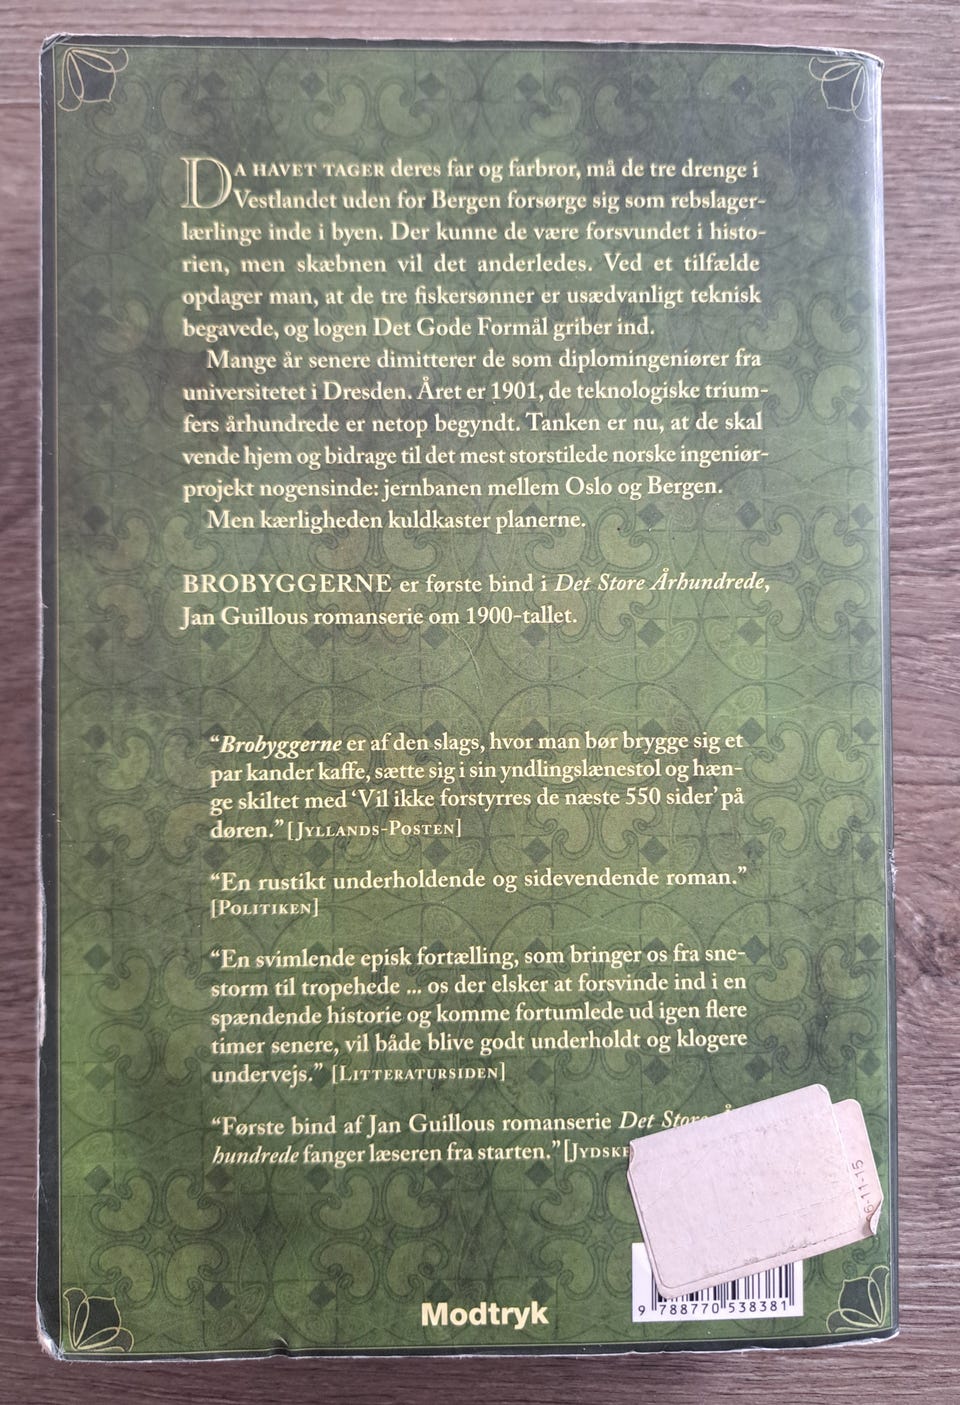 DA HAVET TAGER deres far og farbror, må de tre drenge i
Vestlandet uden for Bergen forsørge sig som rebslager-
lærlinge inde i byen. Der kunne de være forsvundet i histo-
rien, men skæbnen vil det anderledes. Ved et tilfælde
opdager man, at de tre fiskersønner er usædvanligt teknisk
begavede, og logen Det Gode Formål griber ind.
Mange år senere dimitterer de som diplomingeniører fra
universitetet i Dresden. Året er 1901, de teknologiske trium-
fers århundrede er netop begyndt. Tanken er nu, at de skal
vende hjem og bidrage til det mest storstilede norske ingeniør-
projekt nogensinde: jernbanen mellem Oslo og Bergen.
Men kærligheden kuldkaster planerne.
BROBYGGERNE er første bind i Det Store Århundrede,
Jan Guillous romanserie om 1900-tallet.
“Brobyggerne er af den slags, hvor man bør brygge sig et
par kander kaffe, sætte sig i sin yndlingslænestol og hæn-
ge skiltet med ‘Vil ikke forstyrres de næste 550 sider’ på
døren.” [JYLLANDS-POSTEN]
“En rustikt underholdende og sidevendende roman.”
[POLITIKEN]
“En svimlende episk fortælling, som bringer os fra sne-
storm til tropehede ... os der elsker at forsvinde ind i en
spændende historie og komme fortumlede ud igen flere
timer senere, vil både blive godt underholdt og klogere
undervejs.” [LITTERATURSIDEN]
“Første bind af Jan Guillous romanserie Det Store
hundrede fanger læseren fra starten.” [JYDSKE
6-11-15
Modtryk
9 788770 538381